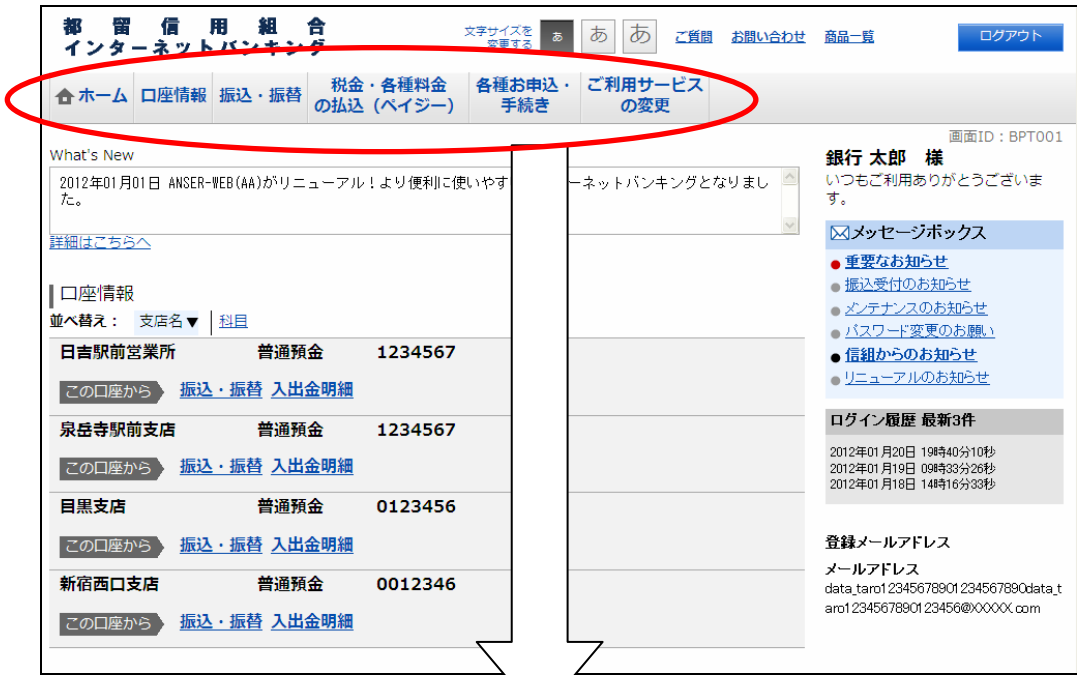 都留信用組合
インターネットバンキング
文字サイズを
変更する
あ あ あ
ご質問 お問い合わせ 商品一覧
ログアウト
ホーム 口座情報 振込・振替
税金・各種料金
の払込（ペイジー）
各種お申込・
手続き
ご利用サービス
の変更
画面ID：BPT001
What's New
2012年01月01日 ANSER-WEB(AA)がリニューアル！より便利に使いやす
ーネットバンキングとなりまし
た。
詳細はこちらへ
銀行 太郎　様
いつもご利用ありがとうございま
す。
メッセージボックス
重要なお知らせ
振込受付のお知らせ
メンテナンスのお知らせ
パスワード変更のお願い
信組からのお知らせ
リニューアルのお知らせ
口座情報
並べ替え： 支店名▼ 科目
日吉駅前営業所 普通預金 1234567
この口座から 振込・振替 入出金明細
泉岳寺駅前支店 普通預金 1234567
この口座から 振込・振替 入出金明細
目黒支店 普通預金 0123456
この口座から 振込・振替 入出金明細
新宿西口支店 普通預金 0012346
この口座から 振込・振替 入出金明細
ログイン履歴 最新3件
2012年01月20日 19時40分10秒
2012年01月19日 09時33分26秒
2012年01月18日 14時16分33秒
登録メールアドレス
メールアドレス
data_taro12345678901234567890data_t
aro1234567890123456@XXXXX.com